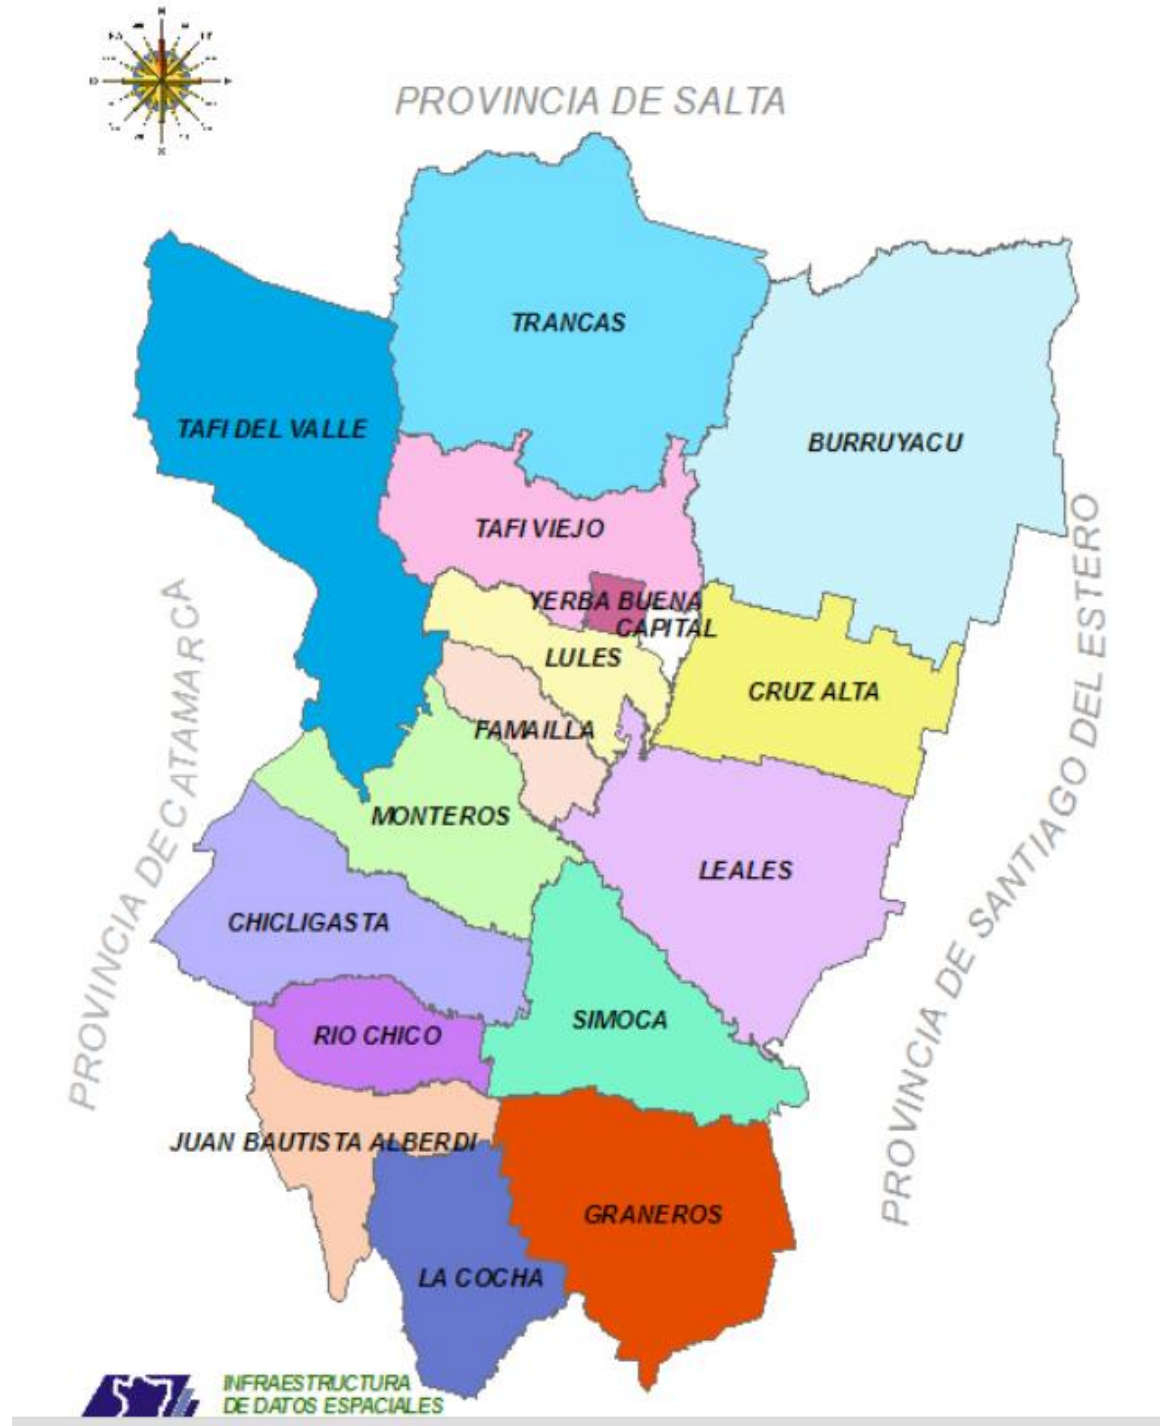 PROVINCIA DE SALTA
TRANCAS
TAFI DEL VALLE
BURRUYACU
TAFI VIEJO
YERBA BUENA
CAPITAL
LULES
CRUZ ALTA
FAMAILLA
MONTEROS
LEALES
CHICLIGASTA
SIMOCA
RIO CHICO
JUAN BAUTISTA ALBERDI
GRANEROS
LA COCHA
PROVINCIA DE CATAMARCA
PROVINCIA DE SANTIAGO DEL ESTERO
INFRAESTRUCTURA
DE DATOS ESPACIALES